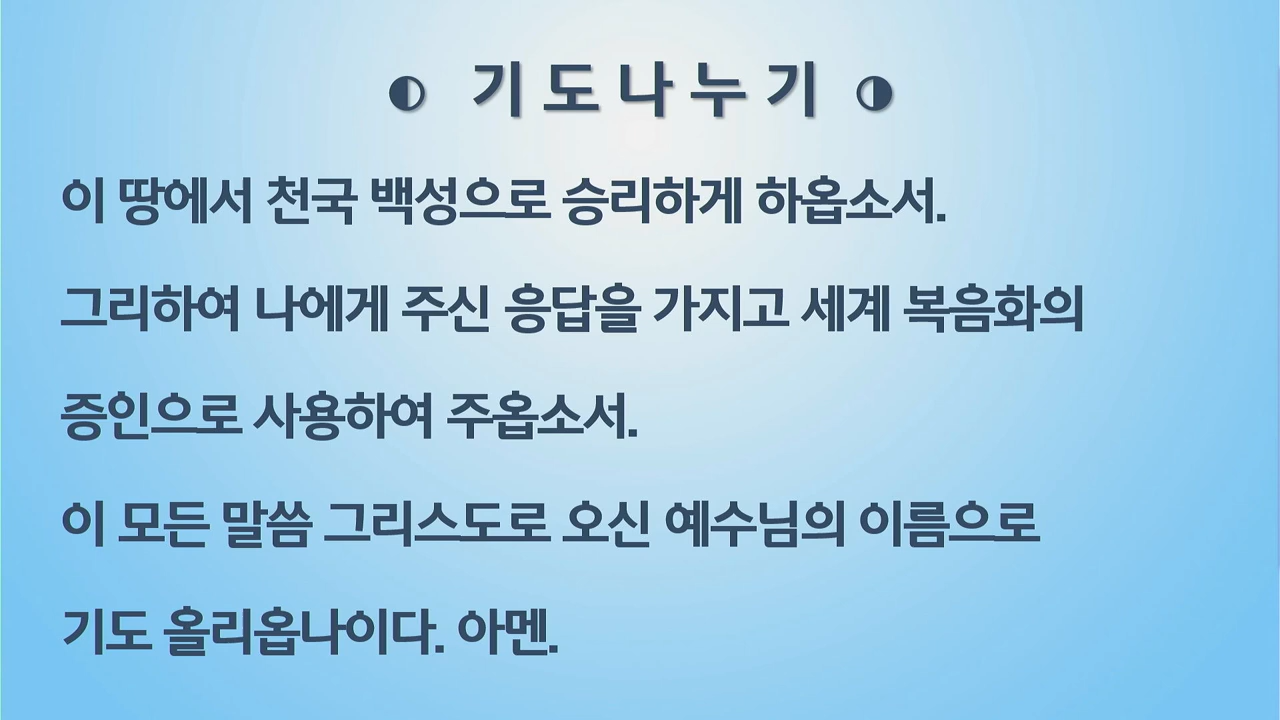 ◐ 기도나누기 ◑
이 땅에서 천국 백성으로 승리하게 하옵소서.
그리하여 나에게 주신 응답을 가지고 세계 복음화의
증인으로 사용하여 주옵소서.
이 모든 말씀 그리스도로 오신 예수님의 이름으로
기도 올리옵나이다. 아멘.